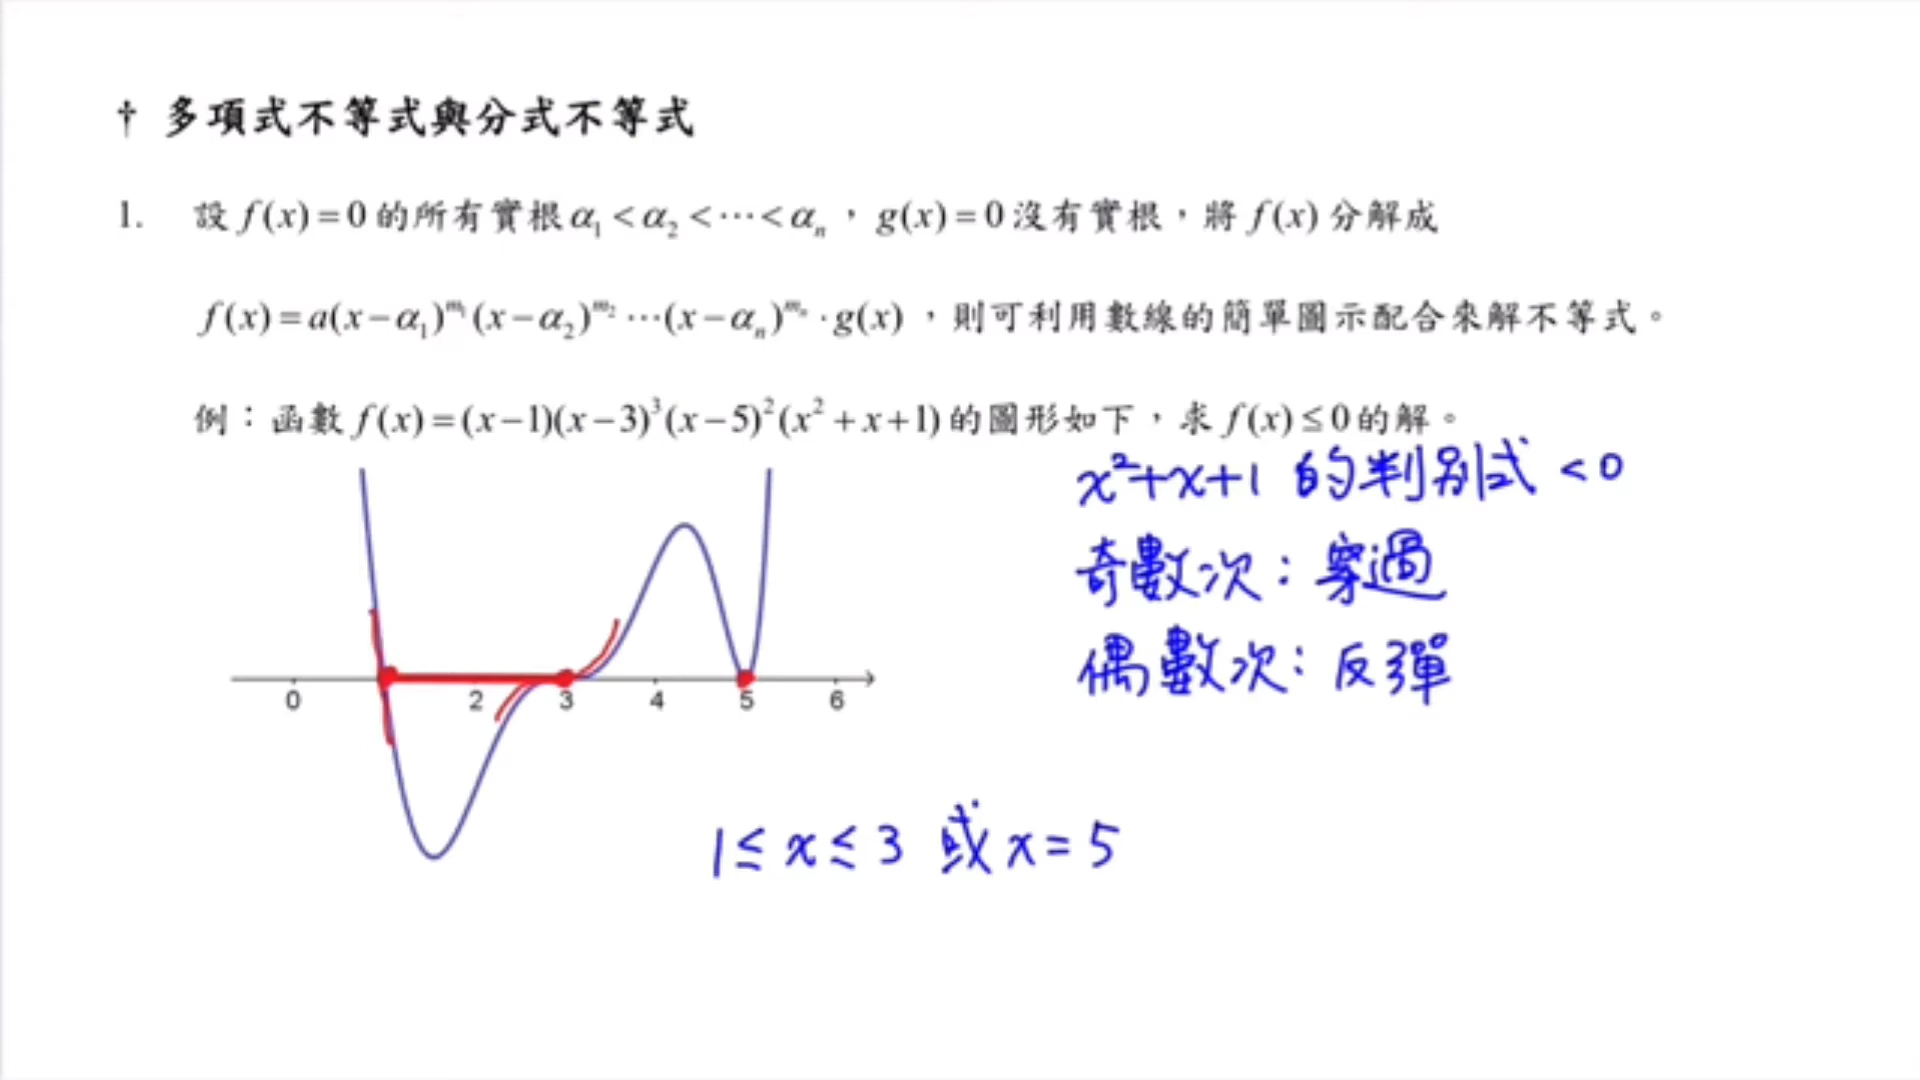 † 多項式不等式與分式不等式
1. 設 f(x)=0 的所有實根 α₁<α₂<⋯<αₙ，g(x)=0 沒有實根，將 f(x) 分解成
f(x)=a(x−α₁)^{m₁}(x−α₂)^{m₂}⋯(x−αₙ)^{mₙ}·g(x)，則可利用數線的簡單圖示配合來解不等式。
例：函數 f(x)=(x−1)(x−3)³(x−5)²(x²+x+1) 的圖形如下，求 f(x)≤0 的解。
x²+x+1 的判別式 <0
奇數次：穿過
偶數次：反彈
0 2 3 4 5 6
1≤x≤3 或 x=5